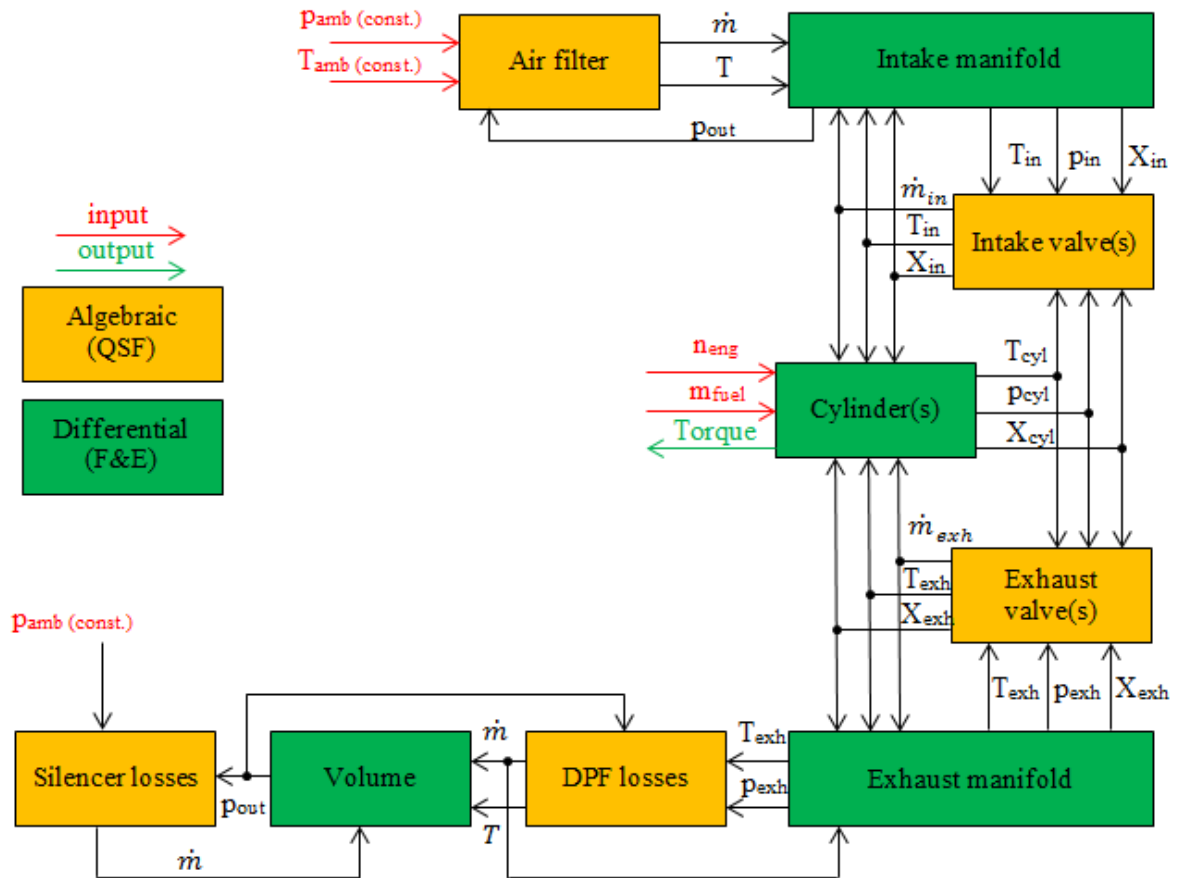 pamb (const.)
Tamb (const.)
Air filter
ṁ
T
Intake manifold
pout
Tin
pin
Xin
ṁin
Tin
Xin
Intake valve(s)
input
output
Algebraic
(QSF)
Differential
(F&E)
neng
mfuel
Torque
Cylinder(s)
Tcyl
pcyl
Xcyl
ṁexh
Texh
Xexh
Exhaust
valve(s)
pamb (const.)
Texh
pexh
Xexh
Silencer losses
pout
Volume
ṁ
T
DPF losses
Texh
pexh
Exhaust manifold
ṁ